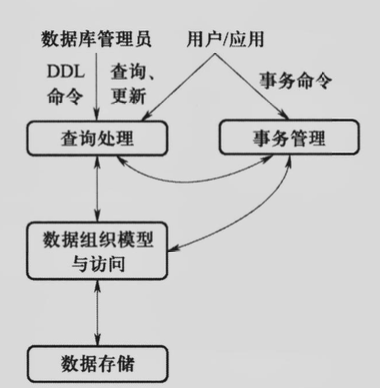 数据库管理员
用户/应用
DDL
命令
查询、
更新
事务命令
查询处理
事务管理
数据组织模型
与访问
数据存储